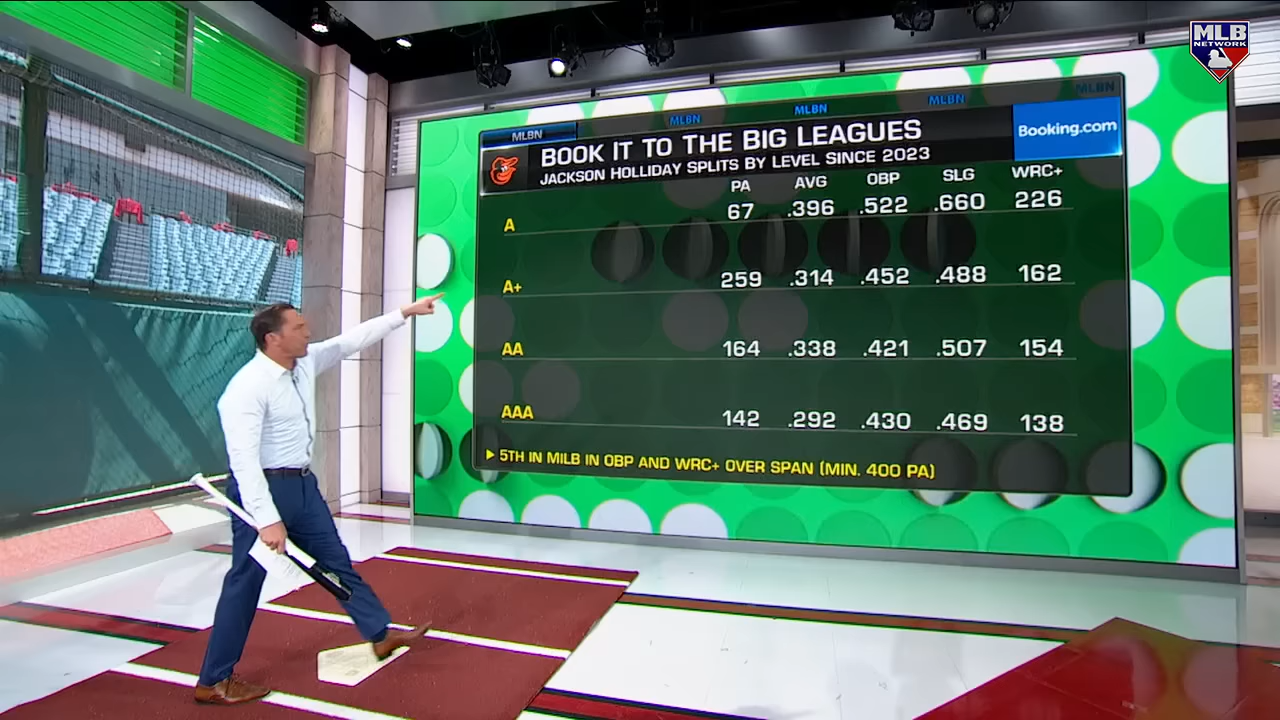 MLB
NETWORK
MLBN
MLBN
MLBN
MLBN
MLBN
BOOK IT TO THE BIG LEAGUES
Booking.com
JACKSON HOLLIDAY SPLITS BY LEVEL SINCE 2023
PA AVG OBP SLG WRC+
A 67 .396 .522 .660 226
A+ 259 .314 .452 .488 162
AA 164 .338 .421 .507 154
AAA 142 .292 .430 .469 138
▶ 5TH IN MILB IN OBP AND WRC+ OVER SPAN (MIN. 400 PA)